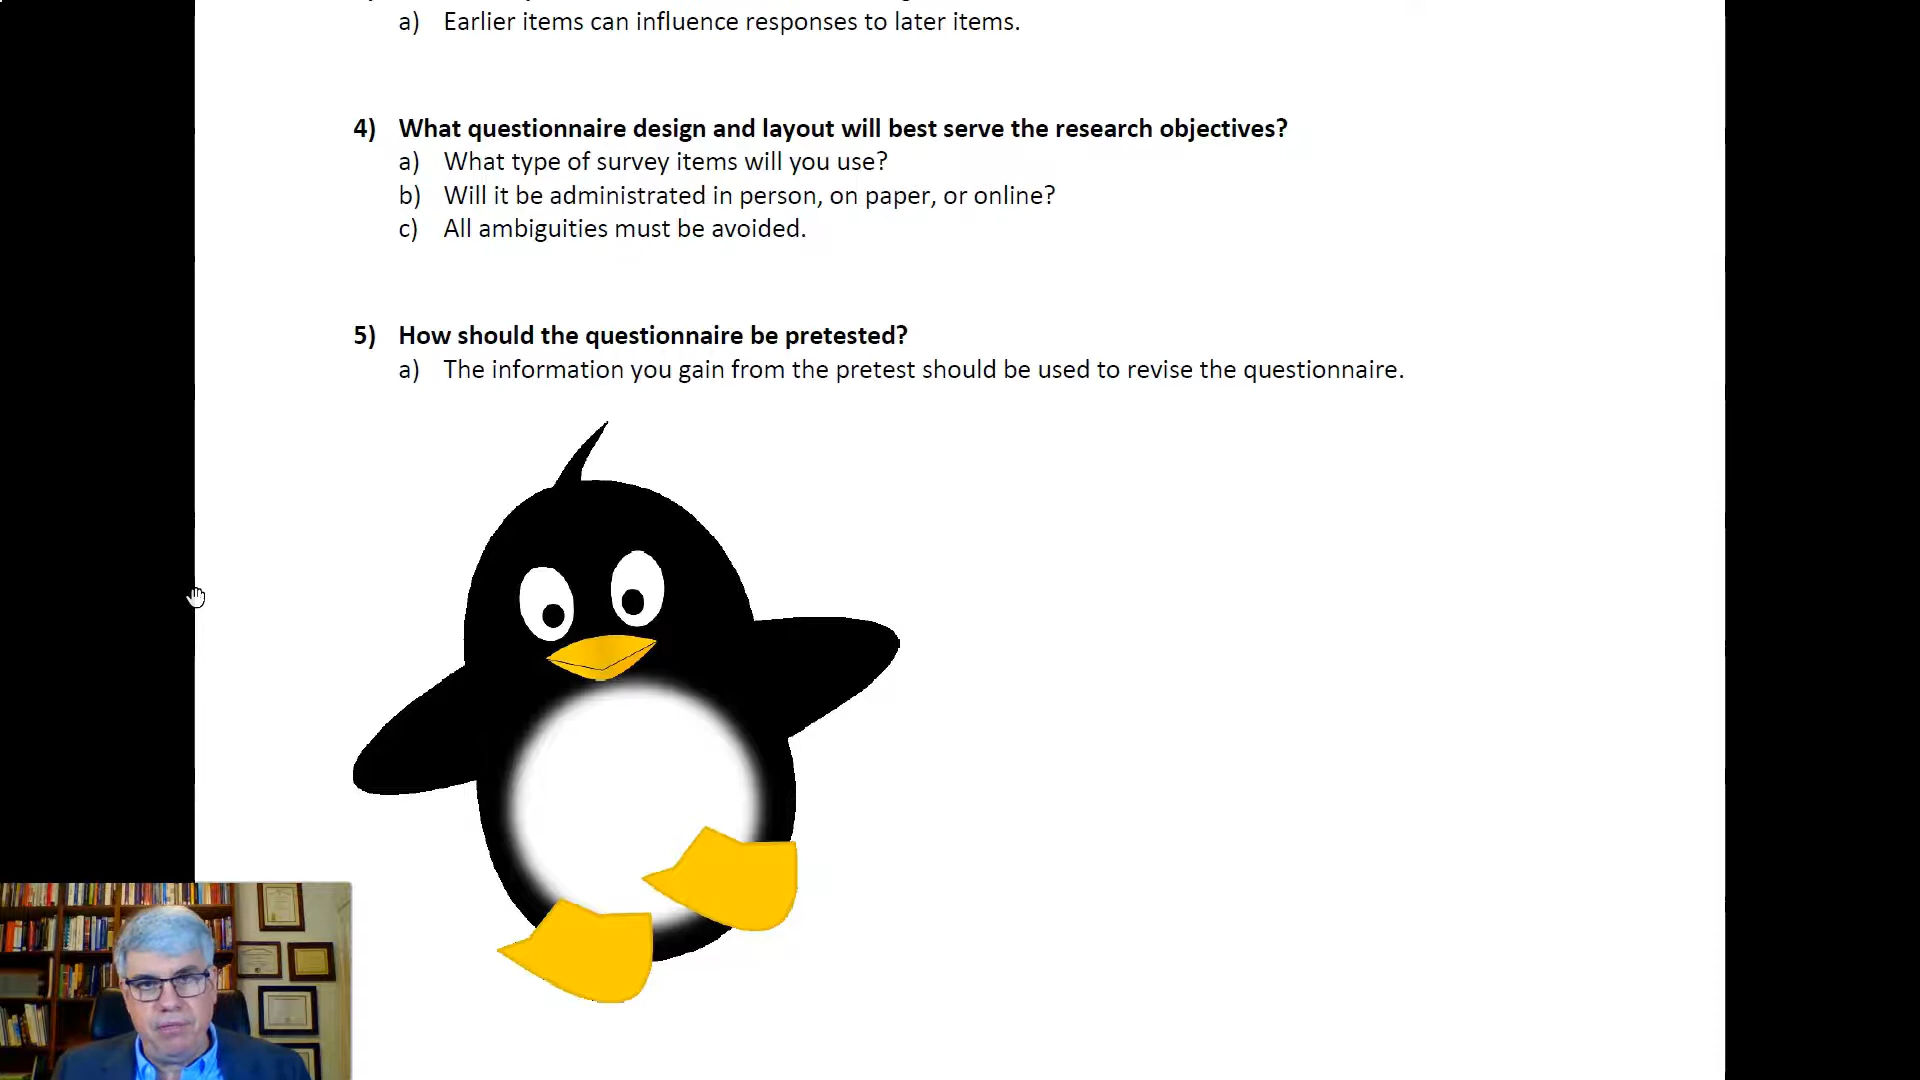 a) Earlier items can influence responses to later items.
4) What questionnaire design and layout will best serve the research objectives?
a) What type of survey items will you use?
b) Will it be administrated in person, on paper, or online?
c) All ambiguities must be avoided.
5) How should the questionnaire be pretested?
a) The information you gain from the pretest should be used to revise the questionnaire.